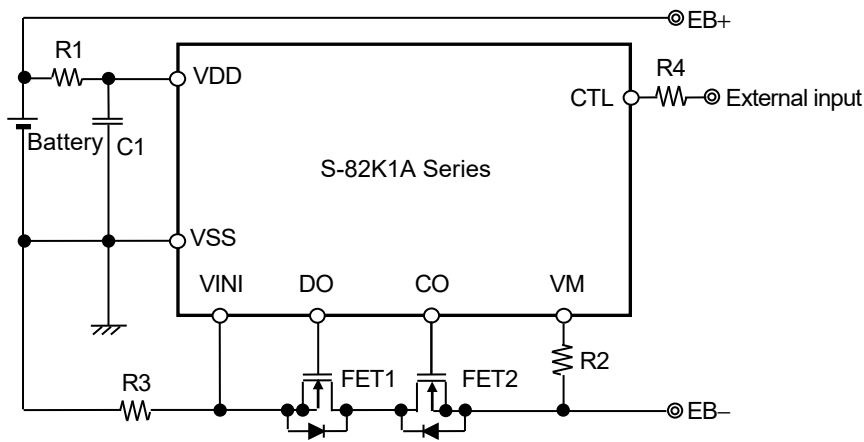 EB+
R1
VDD
R4
CTL
External input
Battery
C1
S-82K1A Series
VSS
VINI
DO
CO
VM
R2
FET1
FET2
R3
EB−